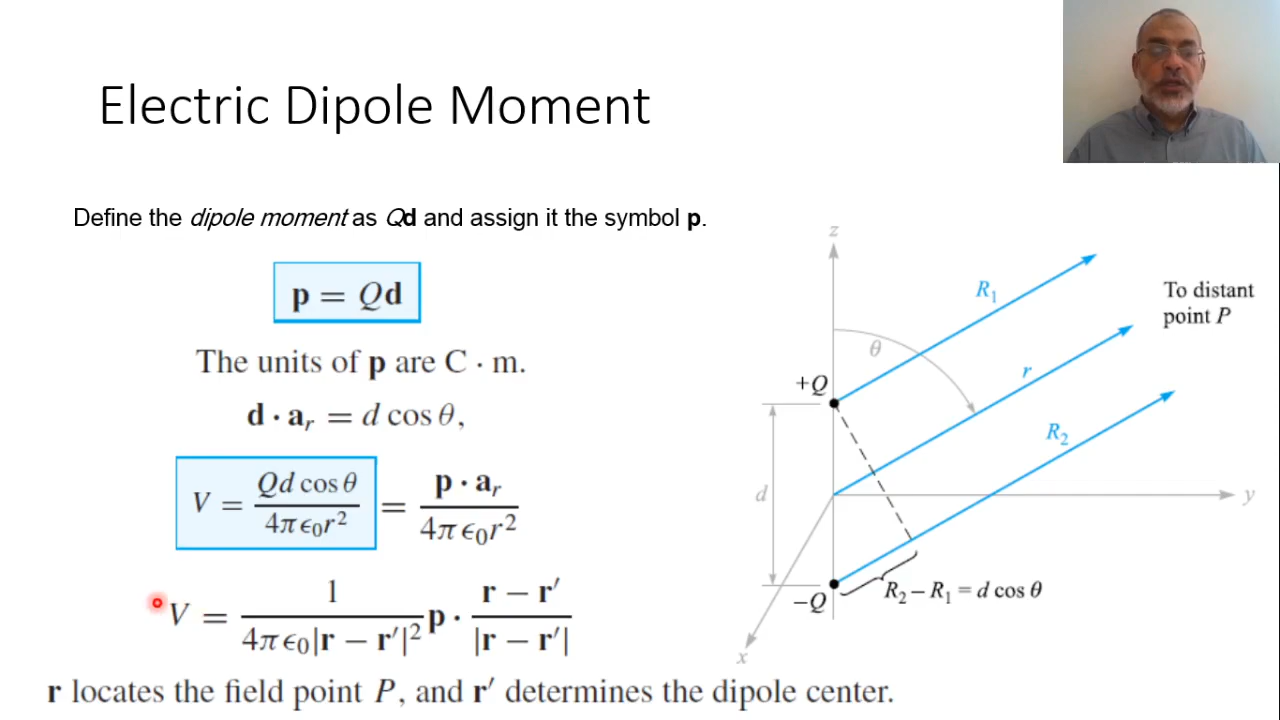 Electric Dipole Moment
Define the dipole moment as Qd and assign it the symbol p.
p = Qd
The units of p are C · m.
d · a_r = d cos θ,
V = Qd cos θ / 4πϵ₀r² = p · a_r / 4πϵ₀r²
V = 1 / 4πϵ₀|r − r′|² p · r − r′ / |r − r′|
r locates the field point P, and r′ determines the dipole center.
z
R₁
To distant
point P
θ
r
+Q
R₂
d
y
−Q
R₂ − R₁ = d cos θ
x